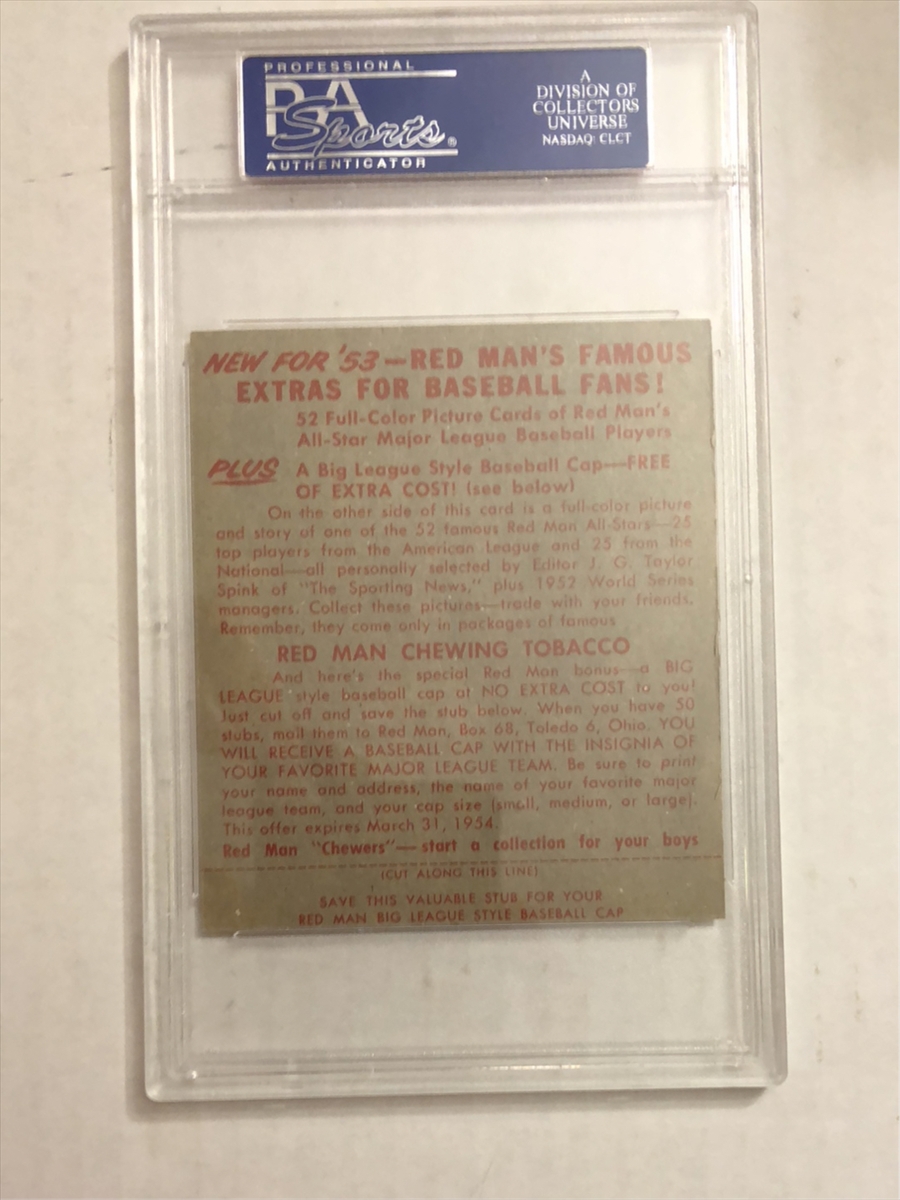 PROFESSIONAL
PSA
Sports®
AUTHENTICATOR
A
DIVISION OF
COLLECTORS
UNIVERSE
NASDAQ: CLCT
NEW FOR '53—RED MAN'S FAMOUS
EXTRAS FOR BASEBALL FANS!
52 Full-Color Picture Cards of Red Man's
All-Star Major League Baseball Players
PLUS A Big League Style Baseball Cap—FREE
OF EXTRA COST! (see below)
On the other side of this card is a full-color picture
and story of one of the 52 famous Red Man All-Stars—25
top players from the American League and 25 from the
National—all personally selected by Editor J. G. Taylor
Spink of "The Sporting News," plus 1952 World Series
managers. Collect these pictures—trade with your friends.
Remember, they come only in packages of famous
RED MAN CHEWING TOBACCO
And here's the special Red Man bonus—a BIG
LEAGUE style baseball cap at NO EXTRA COST to you!
Just cut off and save the stub below. When you have 50
stubs, mail them to Red Man, Box 68, Toledo 6, Ohio. YOU
WILL RECEIVE A BASEBALL CAP WITH THE INSIGNIA OF
YOUR FAVORITE MAJOR LEAGUE TEAM. Be sure to print
your name and address, the name of your favorite major
league team, and your cap size (small, medium, or large).
This offer expires March 31, 1954.
Red Man "Chewers"—start a collection for your boys
(CUT ALONG THIS LINE)
SAVE THIS VALUABLE STUB FOR YOUR
RED MAN BIG LEAGUE STYLE BASEBALL CAP